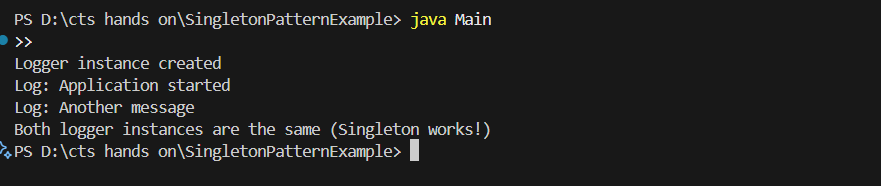 PS D:\cts hands on\SingletonPatternExample> java Main
>>
Logger instance created
Log: Application started
Log: Another message
Both logger instances are the same (Singleton works!)
PS D:\cts hands on\SingletonPatternExample>